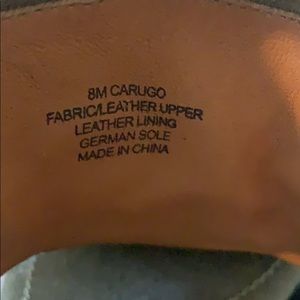 8M CARUGO
FABRIC/LEATHER UPPER
LEATHER LINING
GERMAN SOLE
MADE IN CHINA